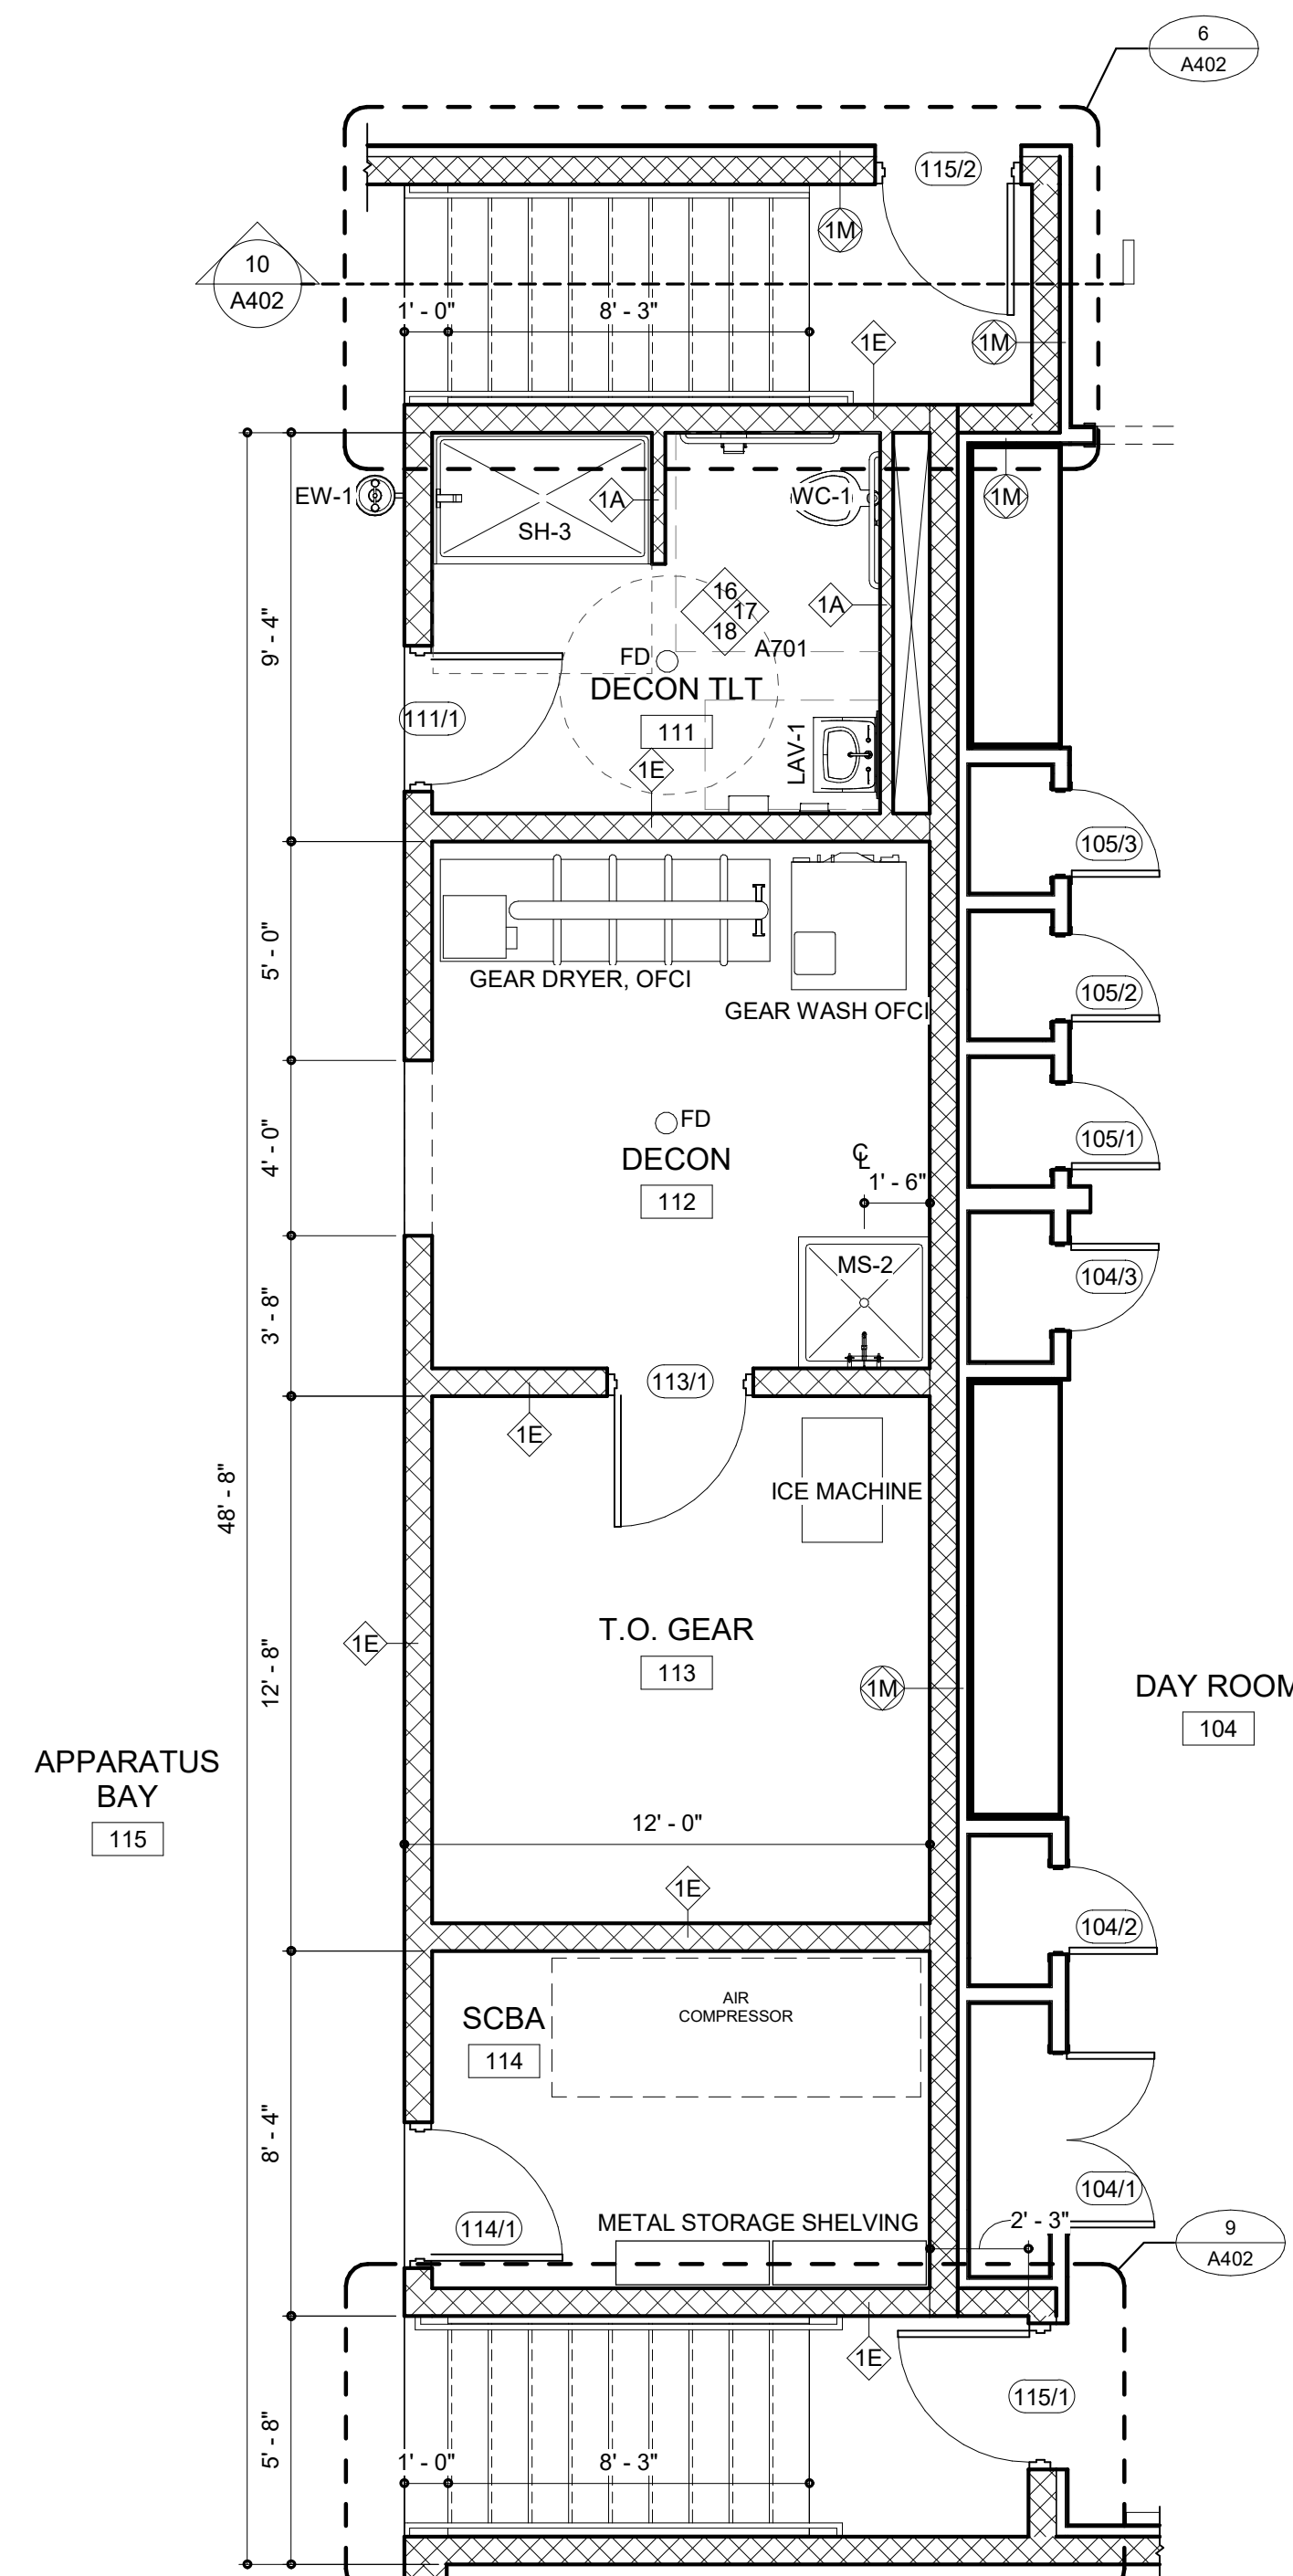 6
A402
115/2
1M
10
A402
1' - 0"
8' - 3"
1E
1M
EW-1
1A
WC-1
1M
SH-3
16
17
18
1A
A701
9' - 4"
FD
DECON TLT
111/1
111
LAV-1
1E
105/3
5' - 0"
GEAR DRYER, OFCI
GEAR WASH OFCI
105/2
4' - 0"
FD
DECON
112
℄
1' - 6"
105/1
MS-2
104/3
3' - 8"
113/1
1E
48' - 8"
ICE MACHINE
T.O. GEAR
113
1E
12' - 8"
1M
DAY ROOM
104
APPARATUS
BAY
115
12' - 0"
1E
104/2
AIR
COMPRESSOR
SCBA
114
8' - 4"
104/1
114/1
METAL STORAGE SHELVING
2' - 3"
9
A402
1E
115/1
5' - 8"
1' - 0"
8' - 3"